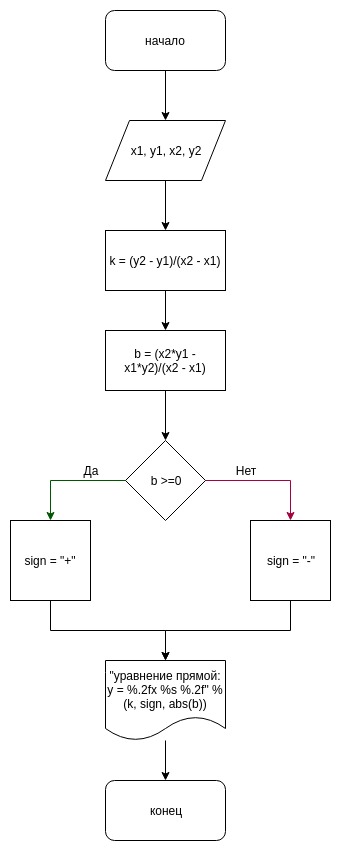 начало
x1, y1, x2, y2
k = (y2 - y1)/(x2 - x1)
b = (x2*y1 -
x1*y2)/(x2 - x1)
b >=0
Да
Нет
sign = "+"
sign = "-"
"уравнение прямой:
y = %.2fx %s %.2f" %
(k, sign, abs(b))
конец